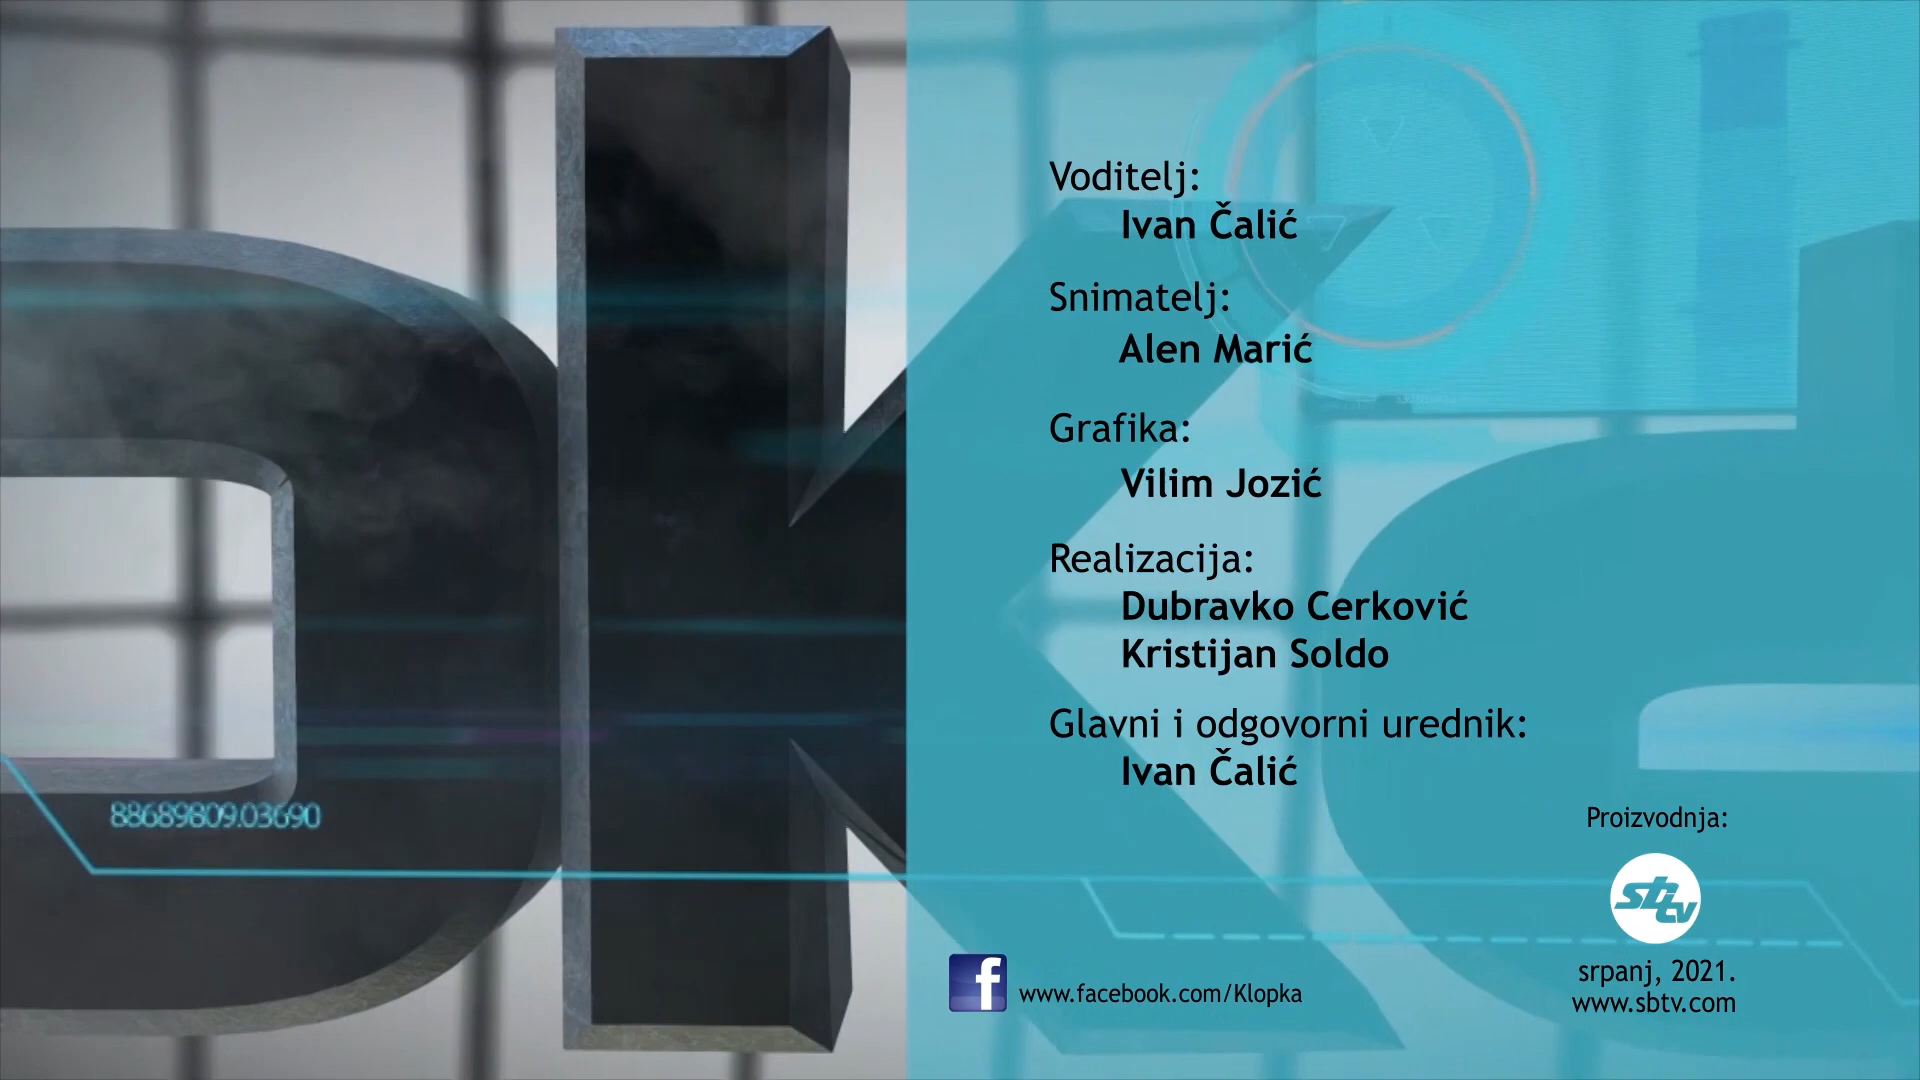 Voditelj:
Ivan Čalić
Snimatelj:
Alen Marić
Grafika:
Vilim Jozić
Realizacija:
Dubravko Cerković
Kristijan Soldo
Glavni i odgovorni urednik:
Ivan Čalić
88689809.03690
Proizvodnja:
sbtv
srpanj, 2021.
www.sbtv.com
f www.facebook.com/Klopka